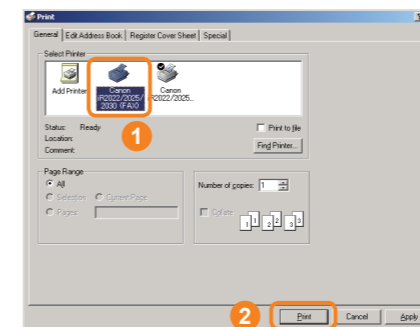 Print
General Edit Address Book Register Cover Sheet Special
Select Printer
Add Printer
Canon iR2022/2025/2030 (FAX)
Canon iR2022/2025...
Status: Ready
Location:
Comment:
Print to file
Find Printer...
1
Page Range
All
Selection Current Page
Pages:
Number of copies: 1
Collate
1 1 2 2 3 3
2
Print Cancel Apply